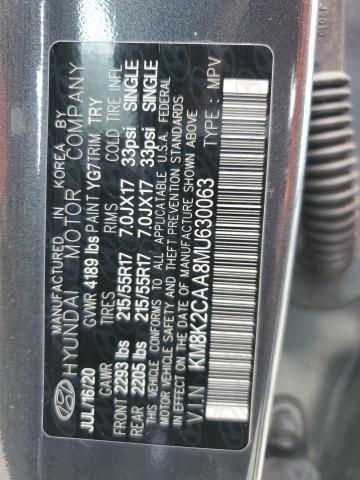 MANUFACTURED IN KOREA BY
HYUNDAI MOTOR COMPANY
JUL/16/20 GVWR 4189 lbs PAINT YG7 TRIM TRY
GAWR TIRES RIMS COLD TIRE INFL
FRONT 2293 lbs 215/55R17 7.0JX17 33psi SINGLE
REAR 2205 lbs 215/55R17 7.0JX17 33psi SINGLE
THIS VEHICLE CONFORMS TO ALL APPLICABLE U.S. FEDERAL
MOTOR VEHICLE SAFETY AND THEFT PREVENTION STANDARDS
IN EFFECT ON THE DATE OF MANUFACTURE SHOWN ABOVE.
V.I.N : KM8K2CAA8MU630063 TYPE : MPV